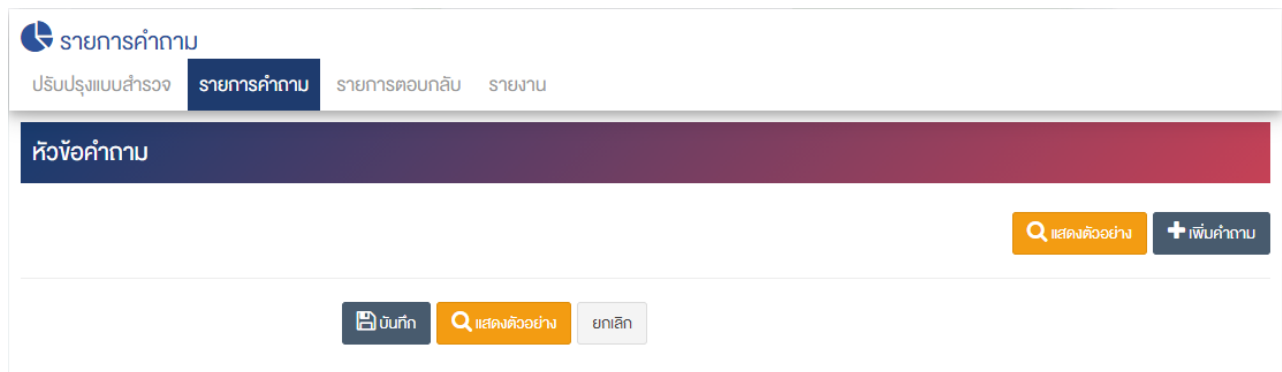 รายการคำถาม
ปรับปรุงแบบสำรวจ รายการคำถาม รายการตอบกลับ รายงาน
หัวข้อคำถาม
แสดงตัวอย่าง เพิ่มคำถาม
บันทึก แสดงตัวอย่าง ยกเลิก